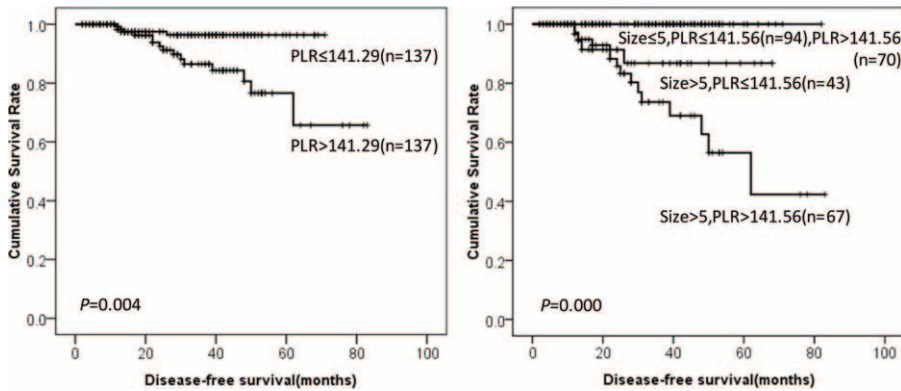 Cumulative Survival Rate
1.0
0.8
0.6
0.4
0.2
0.0
PLR≤141.29(n=137)
PLR>141.29(n=137)
P=0.004
0 20 40 60 80 100
Disease-free survival(months)
Cumulative Survival Rate
1.0
0.8
0.6
0.4
0.2
0.0
Size≤5,PLR≤141.56(n=94),PLR>141.56
(n=70)
Size>5,PLR≤141.56(n=43)
Size>5,PLR>141.56(n=67)
P=0.000
0 20 40 60 80 100
Disease-free survival(months)